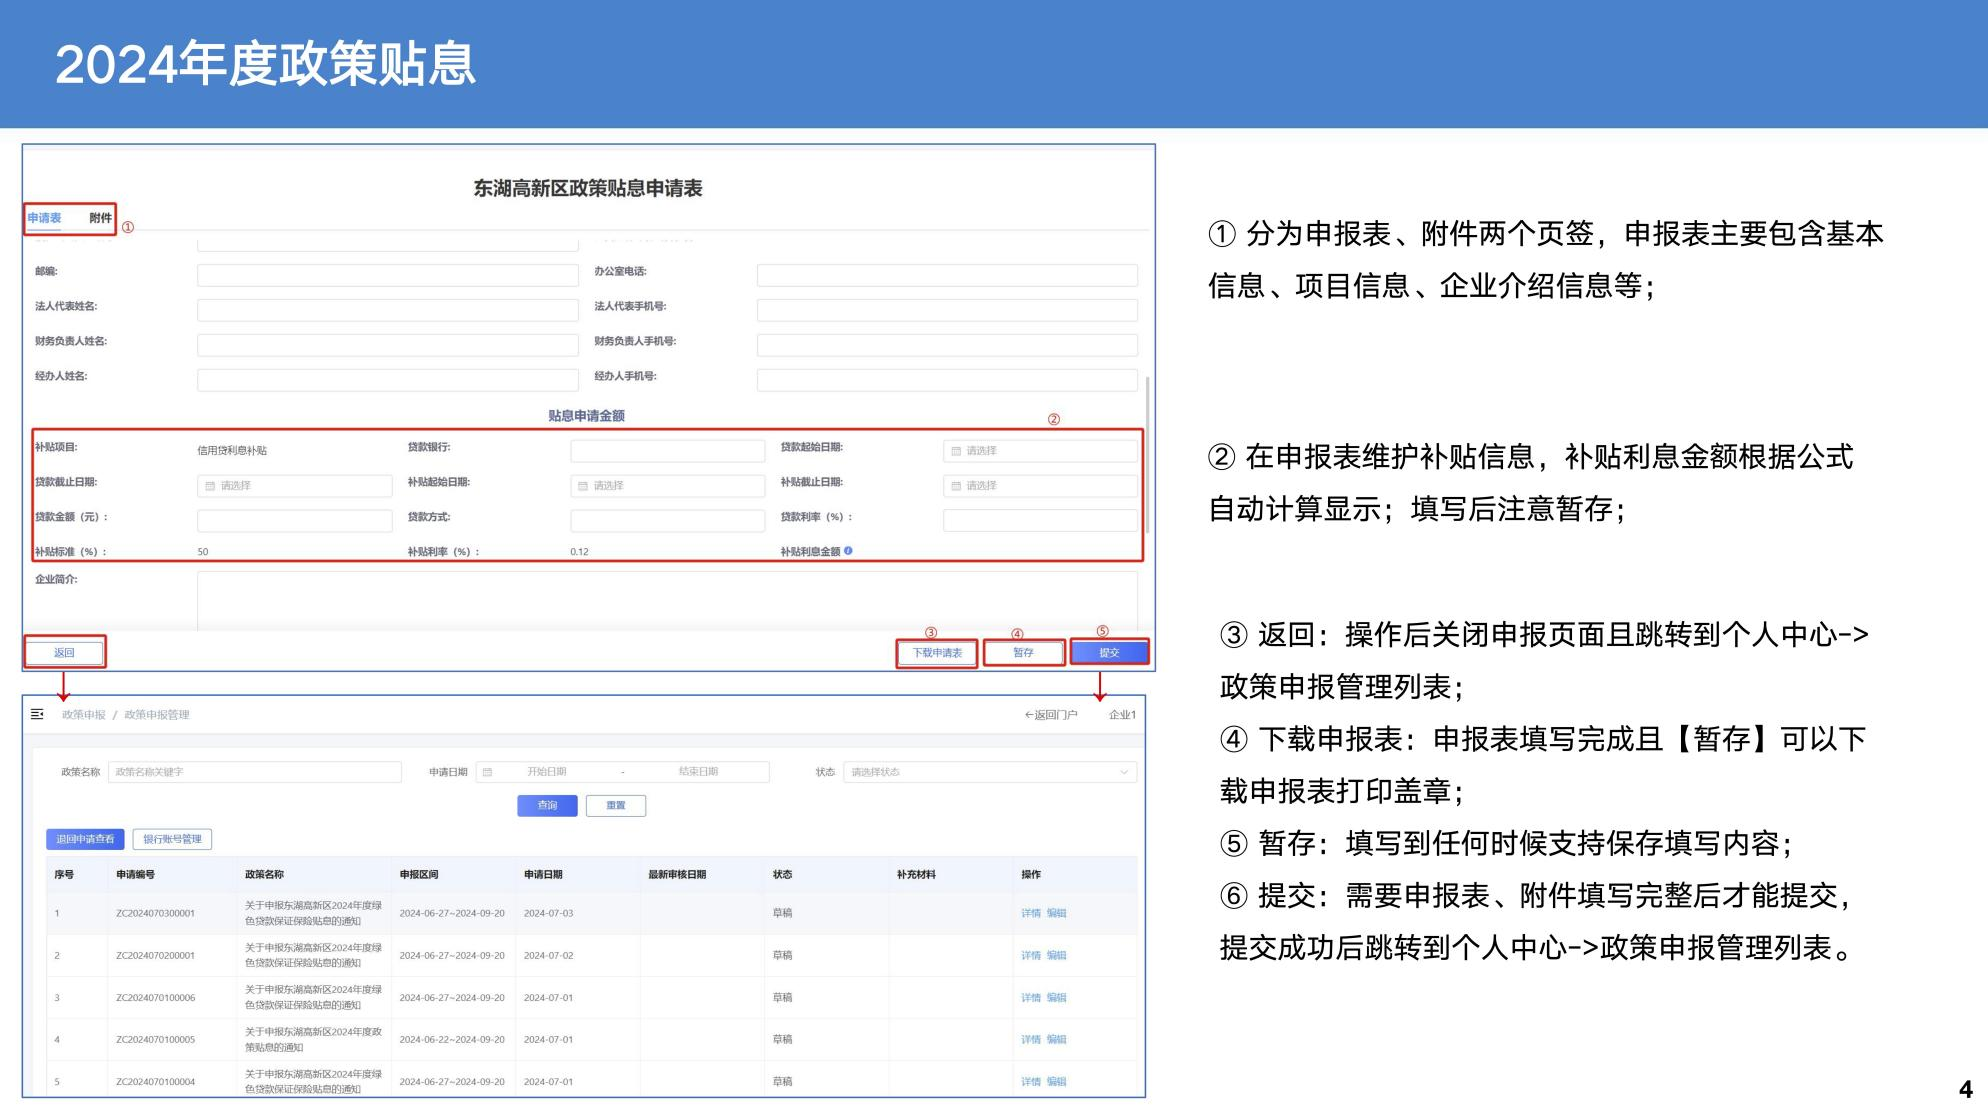 2024年度政策贴息
东湖高新区政策贴息申请表
申请表 附件 ①
邮编: 办公室电话:
法人代表姓名: 法人代表手机号:
财务负责人姓名: 财务负责人手机号:
经办人姓名: 经办人手机号:
贴息申请金额 ②
补贴项目: 信用贷利息补贴 贷款银行: 贷款起始日期: 请选择
贷款截止日期: 请选择 补贴起始日期: 请选择 补贴截止日期: 请选择
贷款金额（元）: 贷款方式: 贷款利率（%）:
补贴标准（%）: 50 补贴利率（%）: 0.12 补贴利息金额
企业简介:
③ ④ ⑤
返回 下载申请表 暂存 提交
政策申报 / 政策申报管理 ←返回门户 企业1
政策名称 政策名称关键字 申请日期 开始日期 - 结束日期 状态 请选择状态
查询 重置
退回申请查看 银行账号管理
序号 申请编号 政策名称 申报区间 申请日期 最新审核日期 状态 补充材料 操作
1 ZC2024070300001 关于申报东湖高新区2024年度绿 2024-06-27~2024-09-20 2024-07-03 草稿 详情 编辑
色贷款保证保险贴息的通知
2 ZC2024070200001 关于申报东湖高新区2024年度绿 2024-06-27~2024-09-20 2024-07-02 草稿 详情 编辑
色贷款保证保险贴息的通知
3 ZC2024070100006 关于申报东湖高新区2024年度绿 2024-06-27~2024-09-20 2024-07-01 草稿 详情 编辑
色贷款保证保险贴息的通知
4 ZC2024070100005 关于申报东湖高新区2024年度政 2024-06-22~2024-09-20 2024-07-01 草稿 详情 编辑
策贴息的通知
5 ZC2024070100004 关于申报东湖高新区2024年度绿 2024-06-27~2024-09-20 2024-07-01 草稿 详情 编辑
色贷款保证保险贴息的通知
① 分为申报表、附件两个页签，申报表主要包含基本
信息、项目信息、企业介绍信息等；
② 在申报表维护补贴信息，补贴利息金额根据公式
自动计算显示；填写后注意暂存；
③ 返回：操作后关闭申报页面且跳转到个人中心->
政策申报管理列表；
④ 下载申报表：申报表填写完成且【暂存】可以下
载申报表打印盖章；
⑤ 暂存：填写到任何时候支持保存填写内容；
⑥ 提交：需要申报表、附件填写完整后才能提交，
提交成功后跳转到个人中心->政策申报管理列表。
4